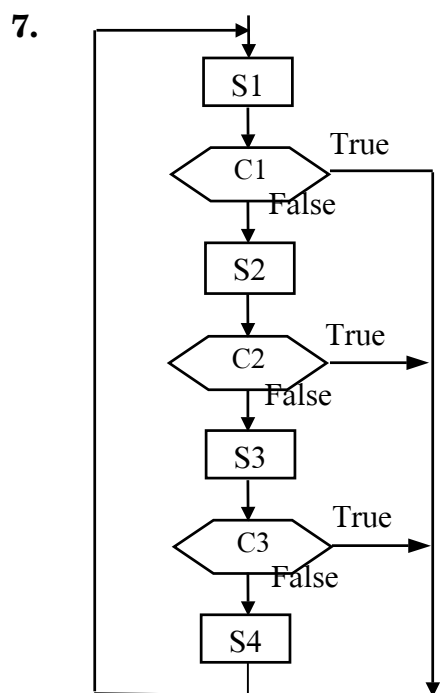 7.
S1
True
C1
False
S2
True
C2
False
S3
True
C3
False
S4